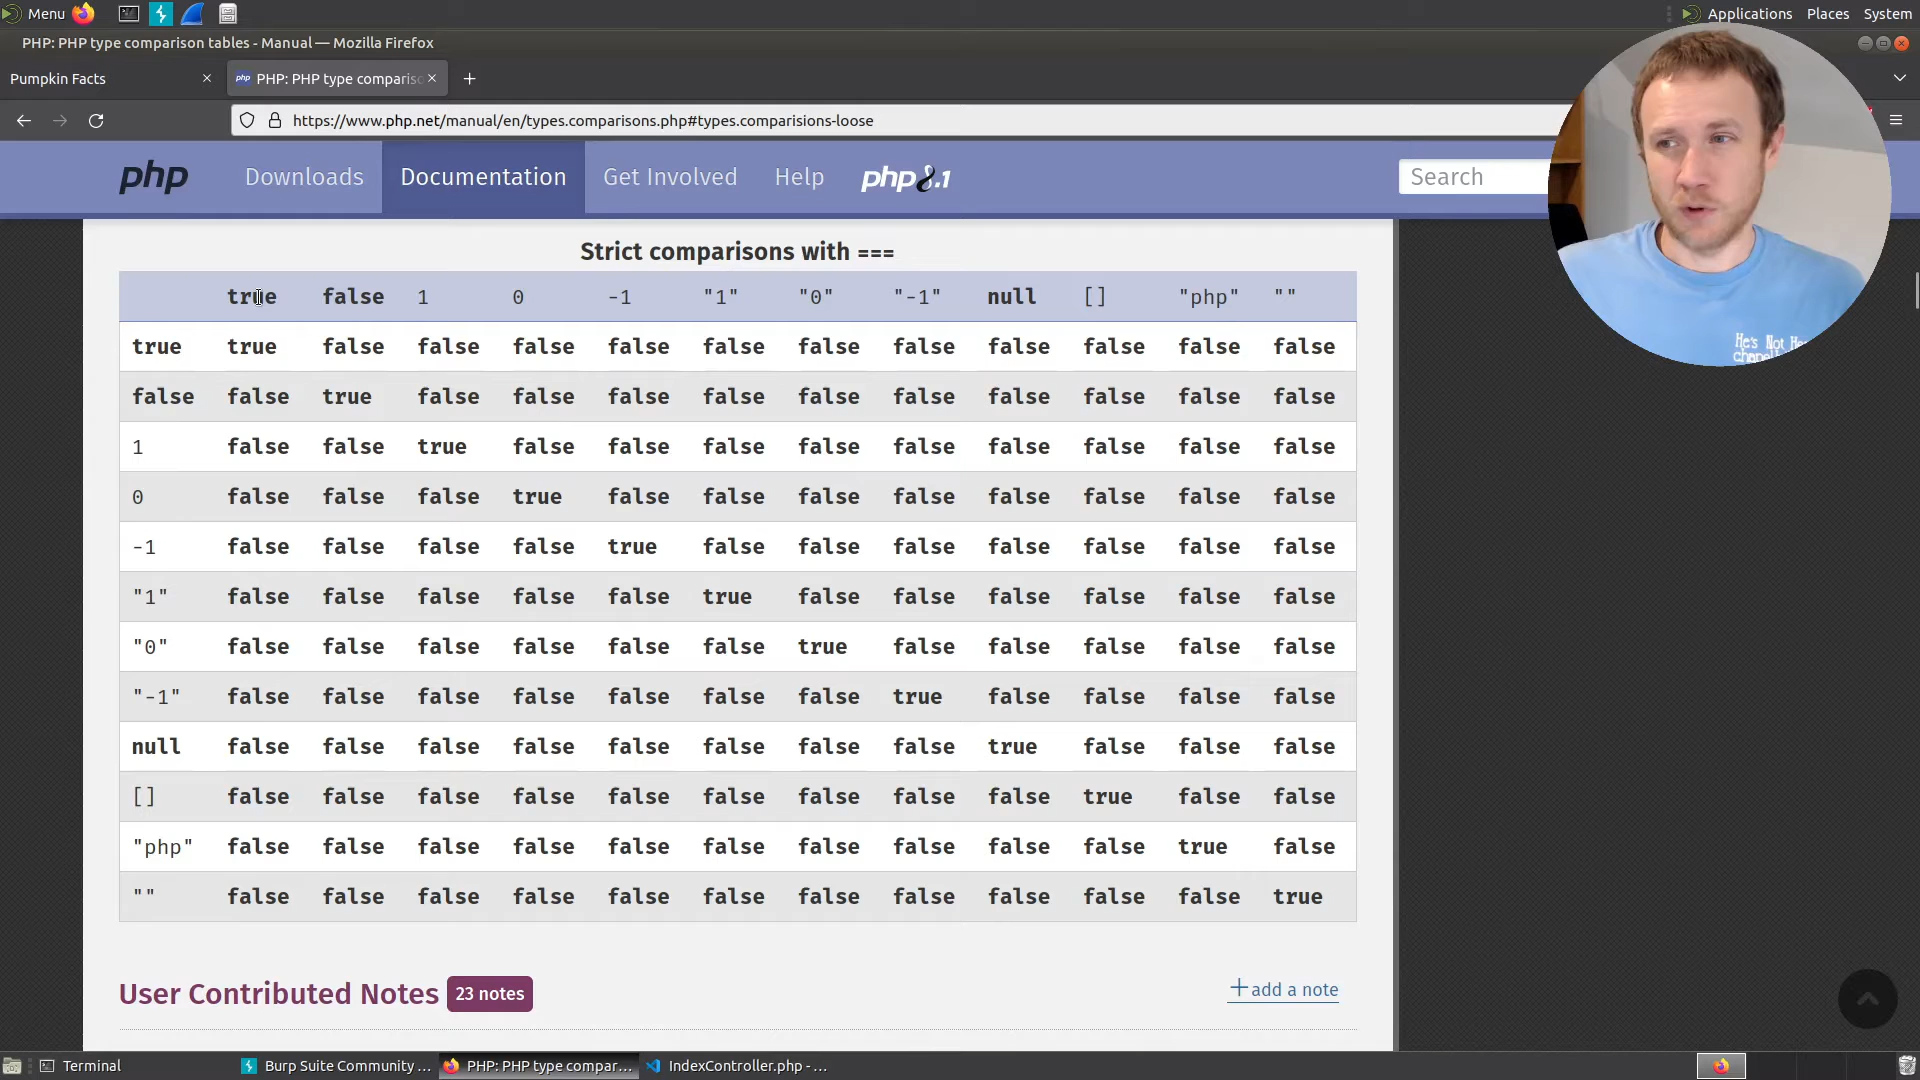 Menu
Applications Places System
PHP: PHP type comparison tables - Manual — Mozilla Firefox
Pumpkin Facts
php PHP: PHP type comparis
https://www.php.net/manual/en/types.comparisons.php#types.comparisions-loose
php Downloads Documentation Get Involved Help php8.1 Search
Strict comparisons with ===
true false 1 0 -1 "1" "0" "-1" null [] "php" ""
true true false false false false false false false false false false false
false false true false false false false false false false false false false
1 false false true false false false false false false false false false
0 false false false true false false false false false false false false
-1 false false false false true false false false false false false false
"1" false false false false false true false false false false false false
"0" false false false false false false true false false false false false
"-1" false false false false false false false true false false false false
null false false false false false false false false true false false false
[] false false false false false false false false false true false false
"php" false false false false false false false false false false true false
"" false false false false false false false false false false false true
He's Not He
chapel
User Contributed Notes 23 notes
+add a note
Terminal
Burp Suite Community ...
PHP: PHP type compar...
IndexController.php - ...